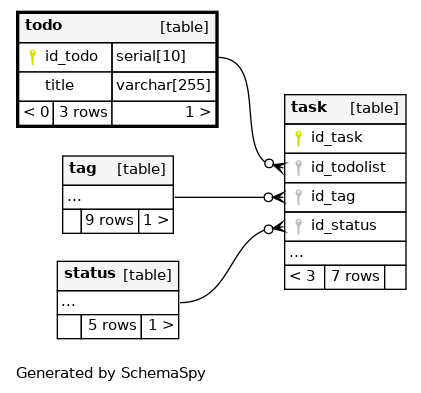 todo [table]
id_todo serial[10]
title varchar[255]
< 0 3 rows 1 >
task [table]
id_task
id_todolist
id_tag
id_status
...
< 3 7 rows
tag [table]
...
9 rows 1 >
status [table]
...
5 rows 1 >
Generated by SchemaSpy